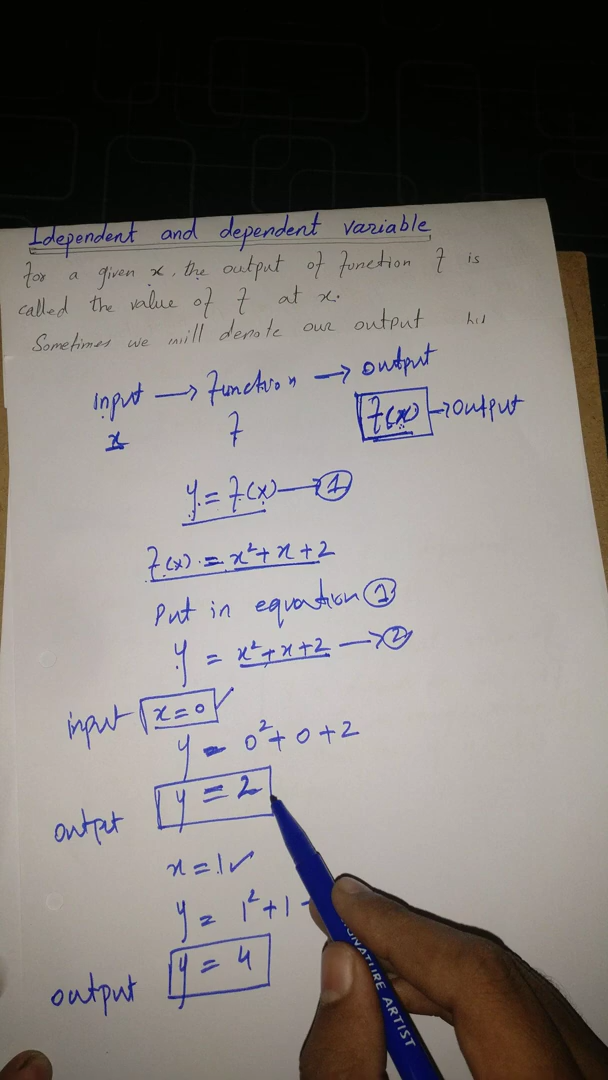 Idependent and dependent variable
For a given x, the output of function f is
called the value of f at x.
Sometimes we will denote our output
input → Function → output
x f f(x) → output
y = f(x) → ①
f(x) = x² + x + 2
Put in equation ①
y = x² + x + 2 → ②
input x = 0 ✓
y = 0² + 0 + 2
output y = 2
x = 1 ✓
y = 1² + 1
output y = 4
SIGNATURE ARTIST